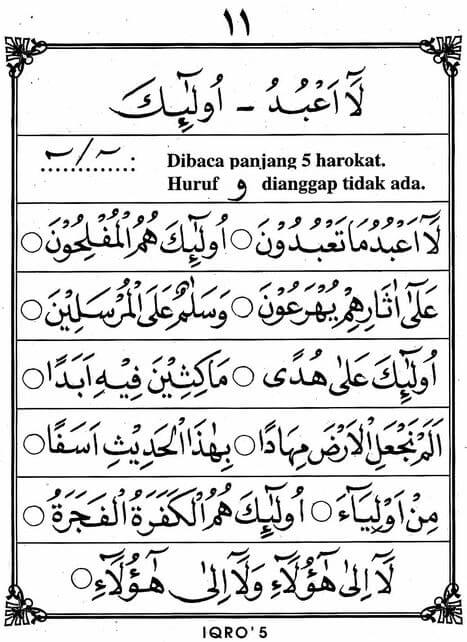 ١١
لَآ اَعْبُدُ - اُولٰٓئِكَ
Dibaca panjang 5 harokat.
Huruf و dianggap tidak ada.
لَآ اَعْبُدُ مَا تَعْبُدُوْنَ ○ اُولٰٓئِكَ هُمُ الْمُفْلِحُوْنَ ○
عَلٰٓى اٰثَارِهِمْ يُهْرَعُوْنَ ○ وَسَلٰمٌ عَلَى الْمُرْسَلِيْنَ ○
اُولٰٓئِكَ عَلٰى هُدًى ○ مَاكِثِيْنَ فِيْهِ اَبَدًا ○
اَلَمْ نَجْعَلِ الْاَرْضَ مِهَادًا ○ بِهٰذَا الْحَدِيْثِ اَسَفًا ○
مِنْ اَوْلِيَآءَ ○ اُولٰٓئِكَ هُمُ الْكَفَرَةُ الْفَجَرَةُ ○
لَآ اِلٰى هٰٓؤُلَآءِ وَلَآ اِلٰى هٰٓؤُلَآءِ ○
IQRO' 5